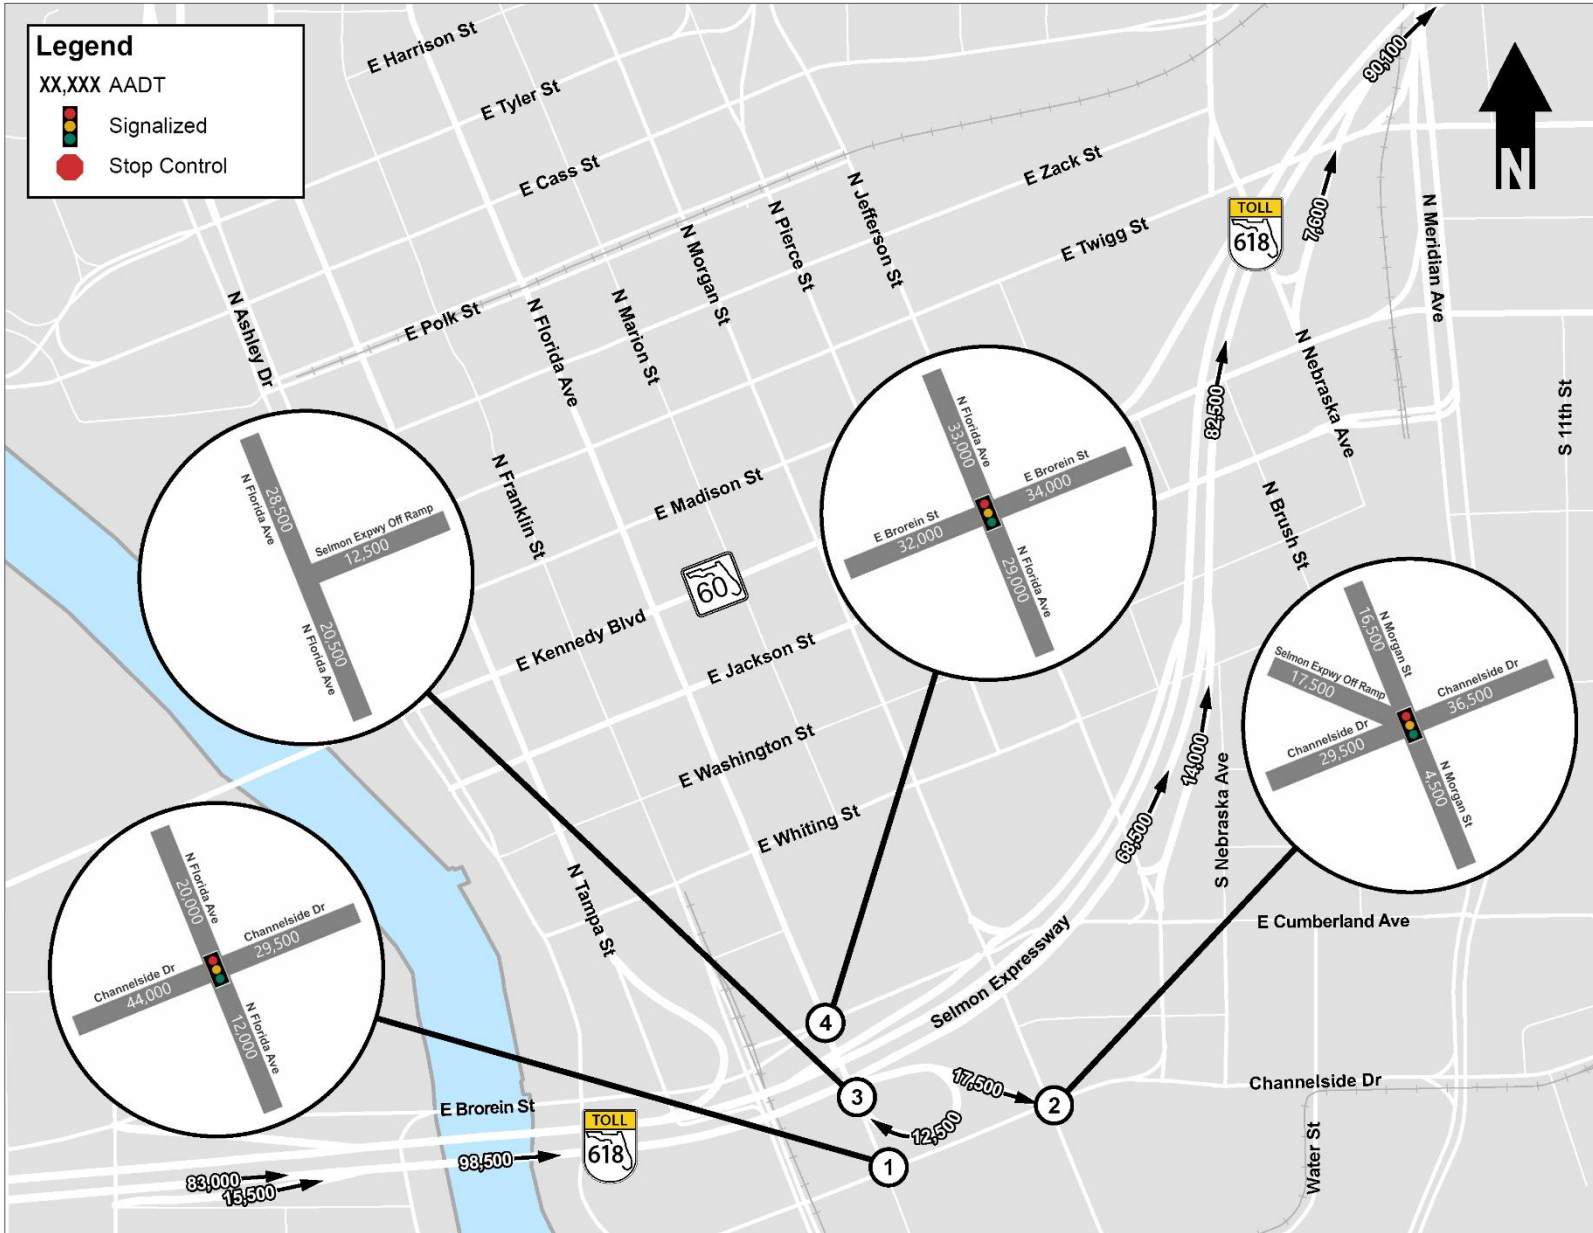 Legend
XX,XXX AADT
Signalized
Stop Control
E Harrison St
E Tyler St
E Cass St
E Polk St
E Zack St
E Twigg St
E Madison St
60
E Kennedy Blvd
E Jackson St
E Washington St
E Whiting St
N Ashley Dr
N Florida Ave
N Marion St
N Morgan St
N Pierce St
N Jefferson St
N Franklin St
N Tampa St
90,100
7,600
TOLL
618
N
N Meridian Ave
N Nebraska Ave
S 11th St
82,500
N Brush St
14,000
68,500
S Nebraska Ave
E Cumberland Ave
Selmon Expressway
Channelside Dr
Water St
E Brorein St
TOLL
618
83,000
15,500
98,500
17,500
12,500
1
2
3
4
28,500
N Florida Ave
Selmon Expwy Off Ramp
12,500
20,500
N Florida Ave
N Florida Ave
33,000
E Brorein St
34,000
E Brorein St
32,000
N Florida Ave
29,000
N Morgan St
16,500
Selmon Expwy Off Ramp
17,500
Channelside Dr
36,500
Channelside Dr
29,500
N Morgan St
4,500
N Florida Ave
20,000
Channelside Dr
29,500
Channelside Dr
44,000
N Florida Ave
12,000